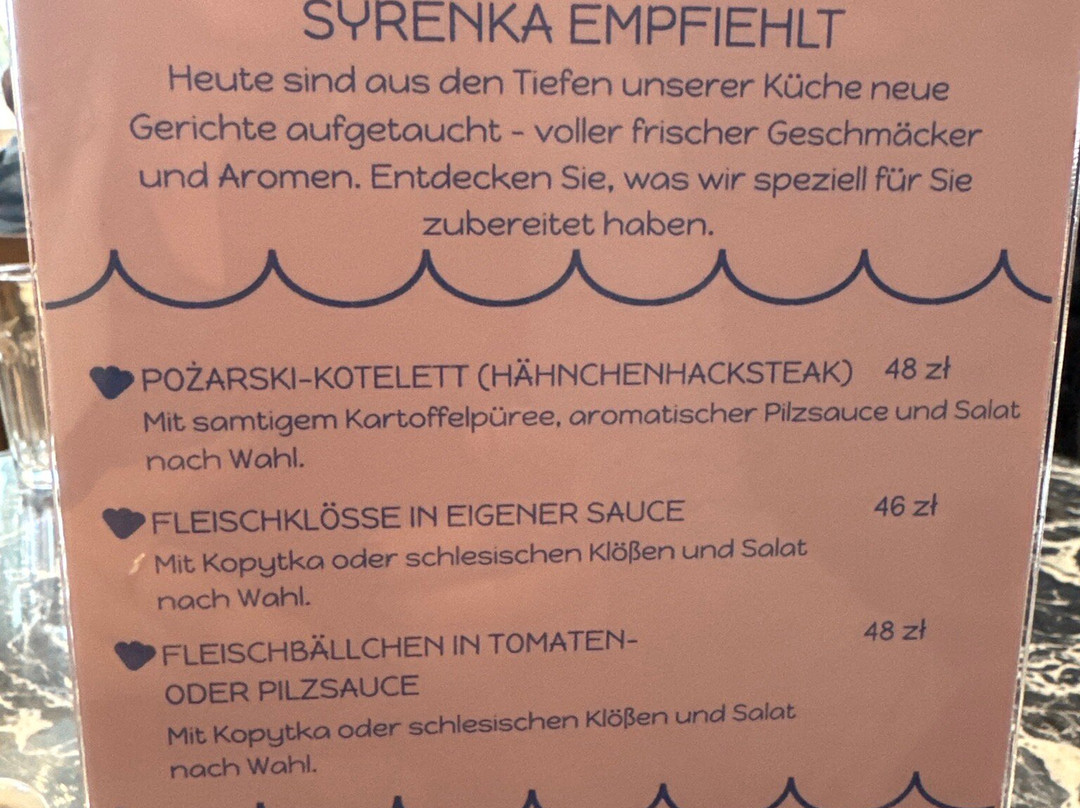 SYRENKA EMPFIEHLT
Heute sind aus den Tiefen unserer Küche neue
Gerichte aufgetaucht - voller frischer Geschmäcker
und Aromen. Entdecken Sie, was wir speziell für Sie
zubereitet haben.
POŻARSKI-KOTELETT (HÄHNCHENHACKSTEAK) 48 zł
Mit samtigem Kartoffelpüree, aromatischer Pilzsauce und Salat
nach Wahl.
FLEISCHKLÖSSE IN EIGENER SAUCE 46 zł
Mit Kopytka oder schlesischen Klößen und Salat
nach Wahl.
FLEISCHBÄLLCHEN IN TOMATEN- 48 zł
ODER PILZSAUCE
Mit Kopytka oder schlesischen Klößen und Salat
nach Wahl.